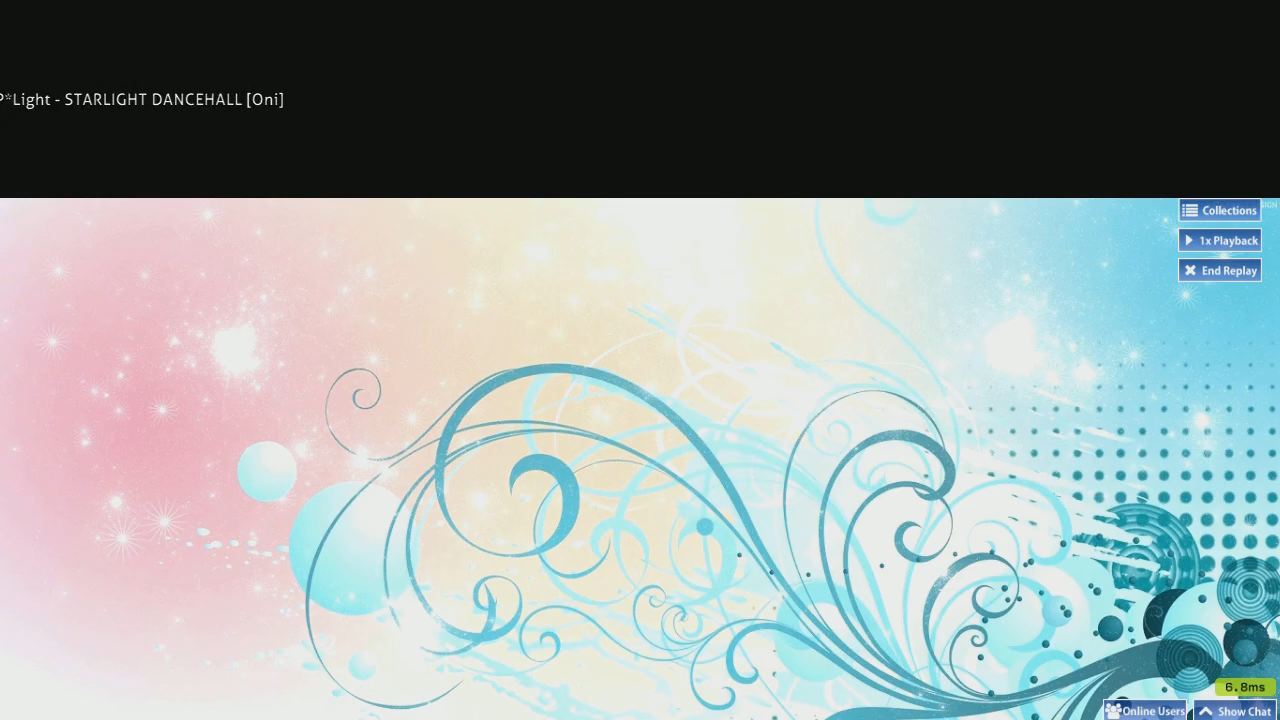 P*Light - STARLIGHT DANCEHALL [Oni]
Collections
1x Playback
End Replay
6.8ms
Online Users
Show Chat